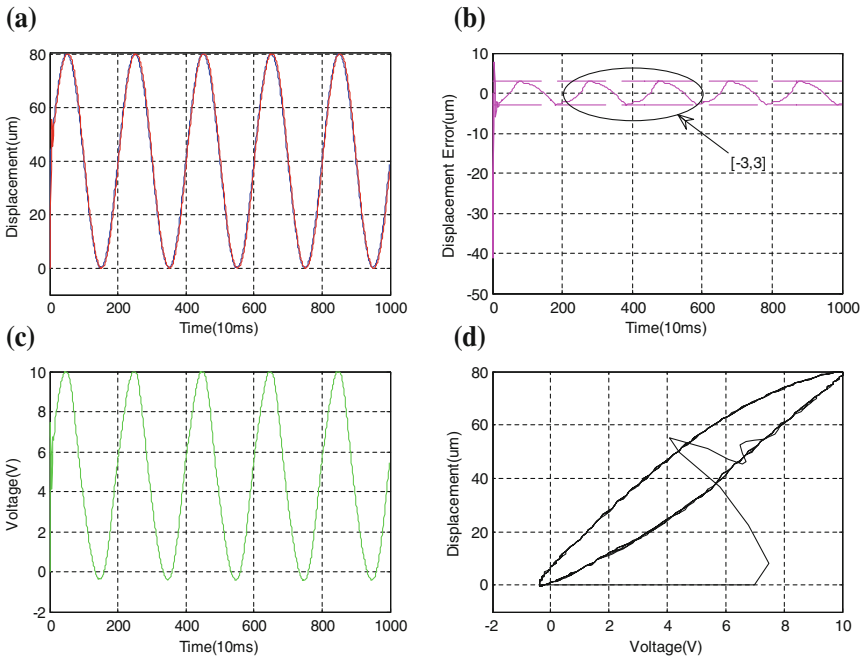 (a)
80
60
40
20
0
Displacement(um)
0 200 400 600 800 1000
Time(10ms)
(b)
10
0
-10
-20
-30
-40
-50
Displacement Error(um)
[-3,3]
0 200 400 600 800 1000
Time(10ms)
(c)
10
8
6
4
2
0
-2
Voltage(V)
0 200 400 600 800 1000
Time(10ms)
(d)
80
60
40
20
0
Displacement(um)
-2 0 2 4 6 8 10
Voltage(V)